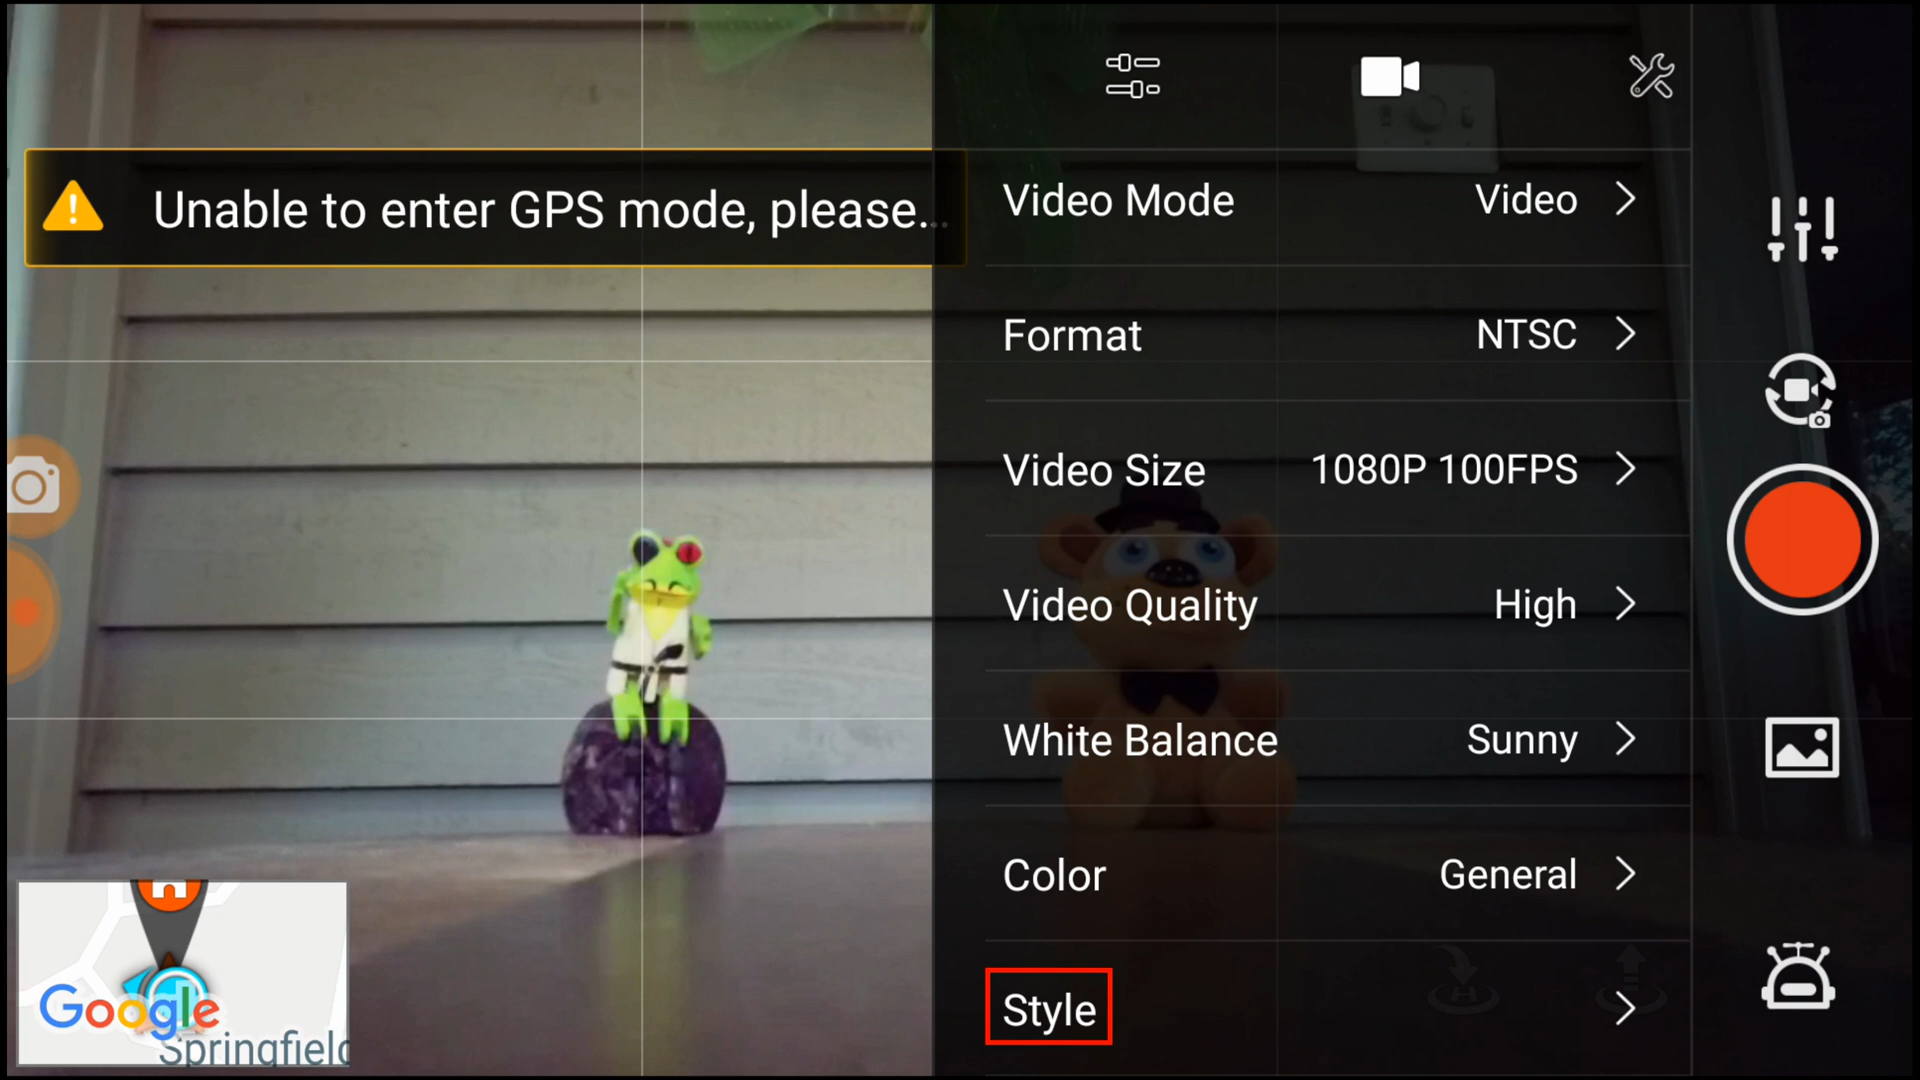 Unable to enter GPS mode, please...
Video Mode Video
Format NTSC
Video Size 1080P 100FPS
Video Quality High
White Balance Sunny
Color General
Style
Google
Springfield